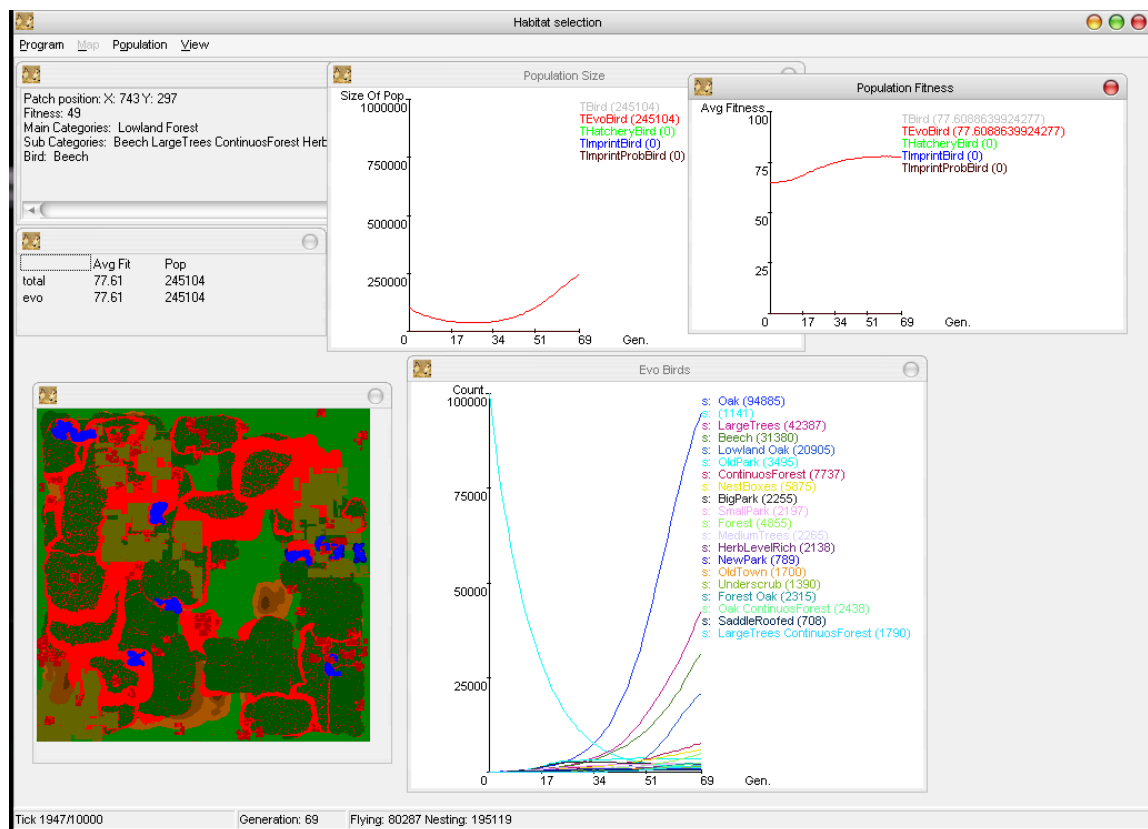 Habitat selection
Program Map Population View
Patch position: X: 743 Y: 297
Fitness: 49
Main Categories: Lowland Forest
Sub Categories: Beech LargeTrees ContinuosForest Herb
Bird: Beech
Avg Fit Pop
total 77.61 245104
evo 77.61 245104
Population Size
Size Of Pop.
1000000
750000
500000
250000
0
0 17 34 51 69 Gen.
TBird (245104)
TEvoBird (245104)
THatcheryBird (0)
TImprintBird (0)
TImprintProbBird (0)
Population Fitness
Avg Fitness
100
75
50
25
0 17 34 51 69 Gen.
TBird (77.6088639924277)
TEvoBird (77.6088639924277)
THatcheryBird (0)
TImprintBird (0)
TImprintProbBird (0)
Evo Birds
Count
100000
75000
50000
25000
0 17 34 51 69 Gen.
s: Oak (94885)
s: (1141)
s: LargeTrees (42387)
s: Beech (31380)
s: Lowland Oak (20905)
s: OldPark (3495)
s: ContinuosForest (7737)
s: NestBoxes (5875)
s: BigPark (2255)
s: SmallPark (2197)
s: Forest (4855)
s: MediumTrees (2265)
s: HerbLevelRich (2138)
s: NewPark (789)
s: OldTown (1700)
s: Underscrub (1390)
s: Forest Oak (2315)
s: Oak ContinuosForest (2438)
s: SaddleRoofed (708)
s: LargeTrees ContinuosForest (1790)
Tick 1947/10000 Generation: 69 Flying: 80287 Nesting: 195119